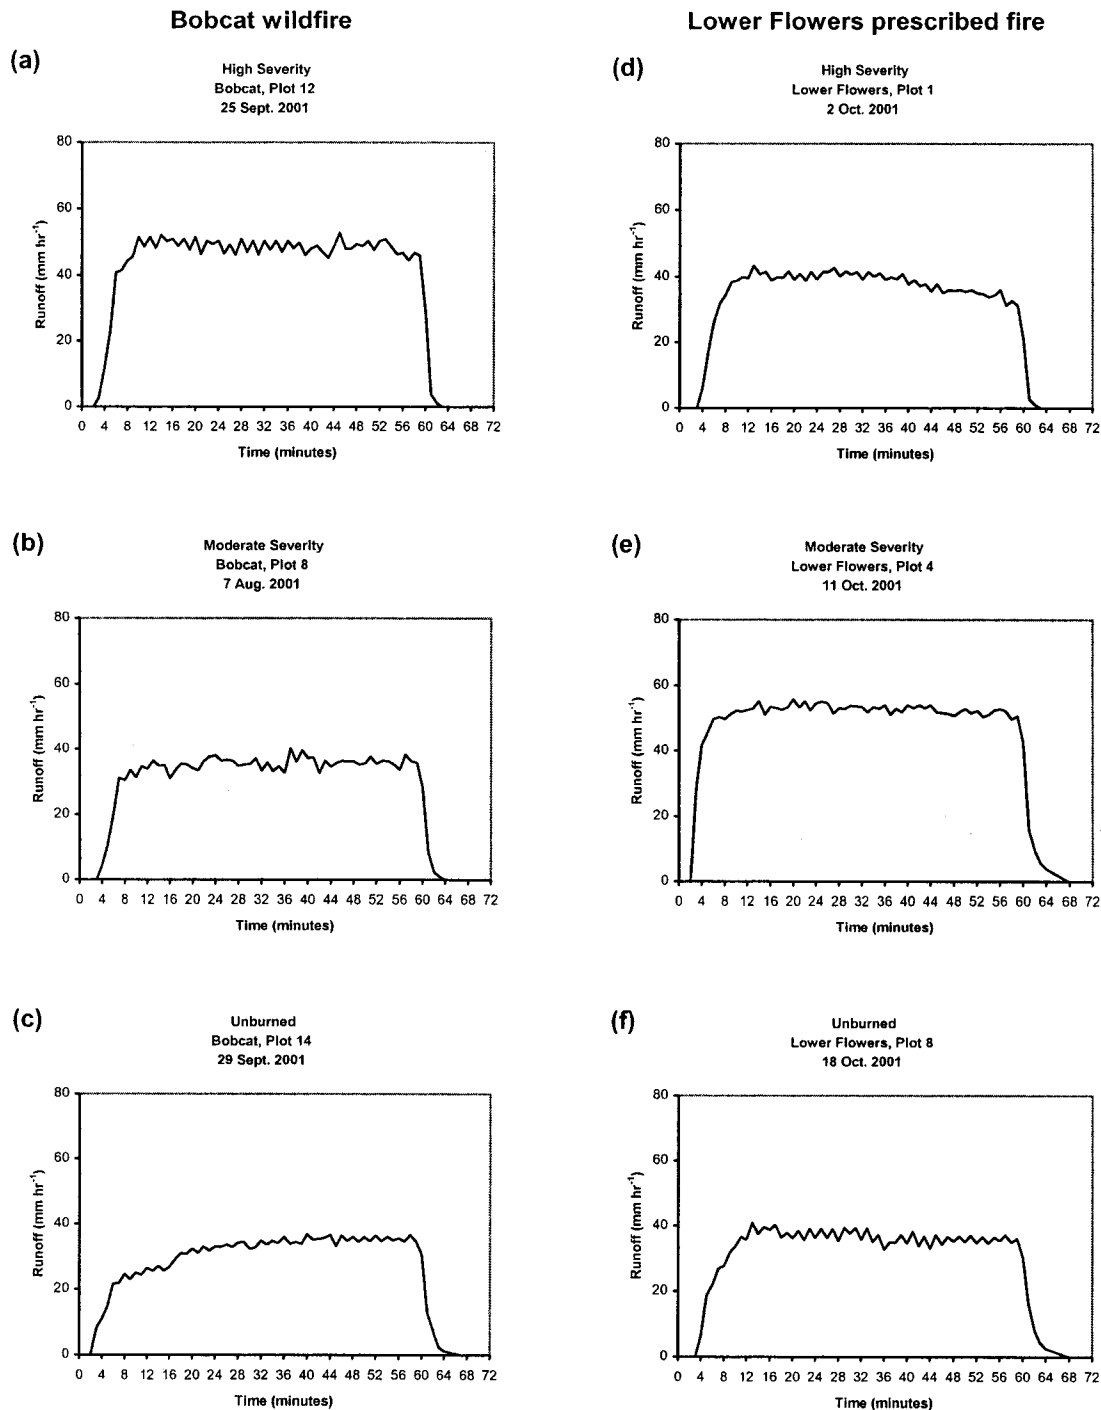 Bobcat wildfire
(a)
High Severity
Bobcat, Plot 12
25 Sept. 2001
Runoff (mm hr⁻¹)
80
60
40
20
0
0 4 8 12 16 20 24 28 32 36 40 44 48 52 56 60 64 68 72
Time (minutes)
(b)
Moderate Severity
Bobcat, Plot 8
7 Aug. 2001
Runoff (mm hr⁻¹)
80
60
40
20
0
0 4 8 12 16 20 24 28 32 36 40 44 48 52 56 60 64 68 72
Time (minutes)
(c)
Unburned
Bobcat, Plot 14
29 Sept. 2001
Runoff (mm hr⁻¹)
80
60
40
20
0
0 4 8 12 16 20 24 28 32 36 40 44 48 52 56 60 64 68 72
Time (minutes)
Lower Flowers prescribed fire
(d)
High Severity
Lower Flowers, Plot 1
2 Oct. 2001
Runoff (mm hr⁻¹)
80
60
40
20
0
0 4 8 12 16 20 24 28 32 36 40 44 48 52 56 60 64 68 72
Time (minutes)
(e)
Moderate Severity
Lower Flowers, Plot 4
11 Oct. 2001
Runoff (mm hr⁻¹)
80
60
40
20
0
0 4 8 12 16 20 24 28 32 36 40 44 48 52 56 60 64 68 72
Time (minutes)
(f)
Unburned
Lower Flowers, Plot 8
18 Oct. 2001
Runoff (mm hr⁻¹)
80
60
40
20
0
0 4 8 12 16 20 24 28 32 36 40 44 48 52 56 60 64 68 72
Time (minutes)